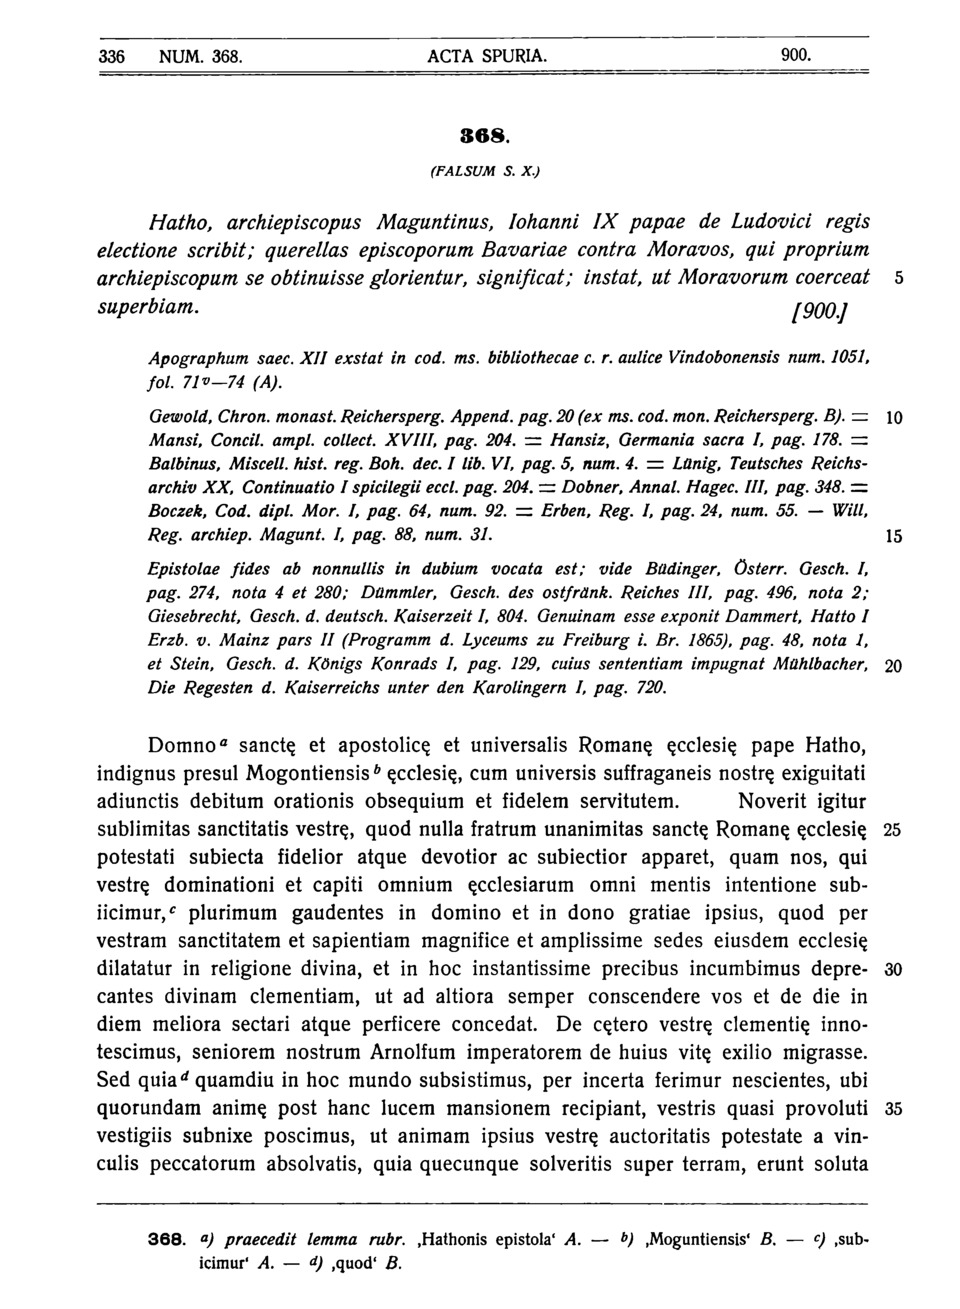 336 NUM. 368. ACTA SPURIA. 900.
368.
(FALSUM S. X.)
Hatho, archiepiscopus Maguntinus, Iohanni IX papae de Ludovici regis
electione scribit; querellas episcoporum Bavariae contra Moravos, qui proprium
archiepiscopum se obtinuisse glorientur, significat; instat, ut Moravorum coerceat 5
superbiam. [900.]
Apographum saec. XII exstat in cod. ms. bibliothecae c. r. aulice Vindobonensis num. 1051,
fol. 71v—74 (A).
Gewold, Chron. monast. Reichersperg. Append. pag. 20 (ex ms. cod. mon. Reichersperg. B). = 10
Mansi, Concil. ampl. collect. XVIII, pag. 204. = Hansiz, Germania sacra I, pag. 178. =
Balbinus, Miscell. hist. reg. Boh. dec. I lib. VI, pag. 5, num. 4. = Lünig, Teutsches Reichs-
archiv XX, Continuatio I spicilegii eccl. pag. 204. = Dobner, Annal. Hagec. III, pag. 348. =
Boczek, Cod. dipl. Mor. I, pag. 64, num. 92. = Erben, Reg. I, pag. 24, num. 55. — Will,
Reg. archiep. Magunt. I, pag. 88, num. 31. 15
Epistolae fides ab nonnullis in dubium vocata est; vide Büdinger, Österr. Gesch. I,
pag. 274, nota 4 et 280; Dümmler, Gesch. des ostfränk. Reiches III, pag. 496, nota 2;
Giesebrecht, Gesch. d. deutsch. Kaiserzeit I, 804. Genuinam esse exponit Dammert, Hatto I
Erzb. v. Mainz pars II (Programm d. Lyceums zu Freiburg i. Br. 1865), pag. 48, nota 1,
et Stein, Gesch. d. Königs Konrads I, pag. 129, cuius sententiam impugnat Mühlbacher, 20
Die Regesten d. Kaiserreichs unter den Karolingern I, pag. 720.
Domno a sanctę et apostolicę et universalis Romanę ęcclesię pape Hatho,
indignus presul Mogontiensis b ęcclesię, cum universis suffraganeis nostrę exiguitati
adiunctis debitum orationis obsequium et fidelem servitutem. Noverit igitur
sublimitas sanctitatis vestrę, quod nulla fratrum unanimitas sanctę Romanę ęcclesię 25
potestati subiecta fidelior atque devotior ac subiectior apparet, quam nos, qui
vestrę dominationi et capiti omnium ęcclesiarum omni mentis intentione sub-
iicimur, c plurimum gaudentes in domino et in dono gratiae ipsius, quod per
vestram sanctitatem et sapientiam magnifice et amplissime sedes eiusdem ecclesię
dilatatur in religione divina, et in hoc instantissime precibus incumbimus depre- 30
cantes divinam clementiam, ut ad altiora semper conscendere vos et de die in
diem meliora sectari atque perficere concedat. De cętero vestrę clementię inno-
tescimus, seniorem nostrum Arnolfum imperatorem de huius vitę exilio migrasse.
Sed quia d quamdiu in hoc mundo subsistimus, per incerta ferimur nescientes, ubi
quorundam animę post hanc lucem mansionem recipiant, vestris quasi provoluti 35
vestigiis subnixe poscimus, ut animam ipsius vestrę auctoritatis potestate a vin-
culis peccatorum absolvatis, quia quecunque solveritis super terram, erunt soluta
368. a) praecedit lemma rubr. ‚Hathonis epistola‘ A. — b) ‚Moguntiensis‘ B. — c) ‚sub-
icimur‘ A. — d) ‚quod‘ B.